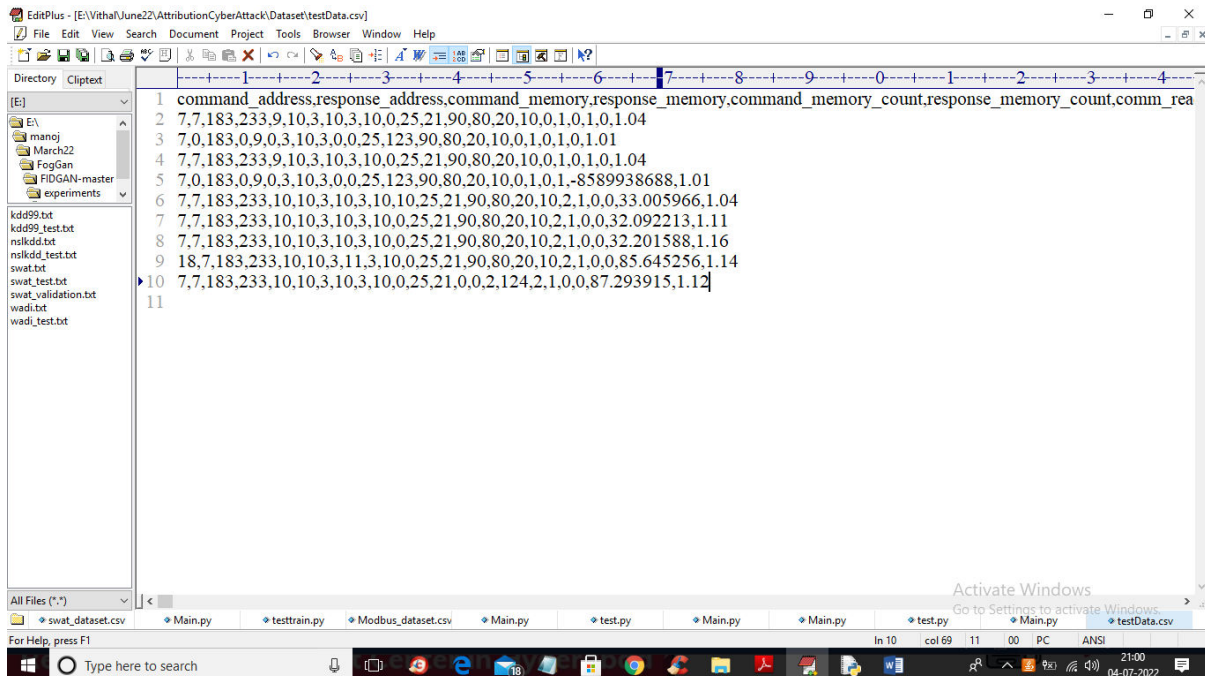 EditPlus - [E:\Vithal\June22\AttributionCyberAttack\Dataset\testData.csv]
File Edit View Search Document Project Tools Browser Window Help
Directory Cliptext
----+----1----+----2----+----3----+----4----+----5----+----6----+----7----+----8----+----9----+----0----+----1----+----2----+----3----+----4----
[E:]
E:\
manoj
March22
FogGan
FIDGAN-master
experiments
kdd99.txt
kdd99_test.txt
nslkdd.txt
nslkdd_test.txt
swat.txt
swat_test.txt
swat_validation.txt
wadi.txt
wadi_test.txt
All Files (*.*)
1 command_address,response_address,command_memory,response_memory,command_memory_count,response_memory_count,comm_rea
2 7,7,183,233,9,10,3,10,3,10,0,25,21,90,80,20,10,0,1,0,1,0,1.04
3 7,0,183,0,9,0,3,10,3,0,0,25,123,90,80,20,10,0,1,0,1,0,1.01
4 7,7,183,233,9,10,3,10,3,10,0,25,21,90,80,20,10,0,1,0,1,0,1.04
5 7,0,183,0,9,0,3,10,3,0,0,25,123,90,80,20,10,0,1,0,1,-8589938688,1.01
6 7,7,183,233,10,10,3,10,3,10,10,25,21,90,80,20,10,2,1,0,0,33.005966,1.04
7 7,7,183,233,10,10,3,10,3,10,0,25,21,90,80,20,10,2,1,0,0,32.092213,1.11
8 7,7,183,233,10,10,3,10,3,10,0,25,21,90,80,20,10,2,1,0,0,32.201588,1.16
9 18,7,183,233,10,10,3,11,3,10,0,25,21,90,80,20,10,2,1,0,0,85.645256,1.14
10 7,7,183,233,10,10,3,10,3,10,0,25,21,0,0,2,124,2,1,0,0,87.293915,1.12
11
Activate Windows
Go to Settings to activate Windows.
swat_dataset.csv Main.py testtrain.py Modbus_dataset.csv Main.py test.py Main.py Main.py test.py Main.py testData.csv
For Help, press F1 ln 10 col 69 11 00 PC ANSI
Type here to search 18 21:00
04-07-2022